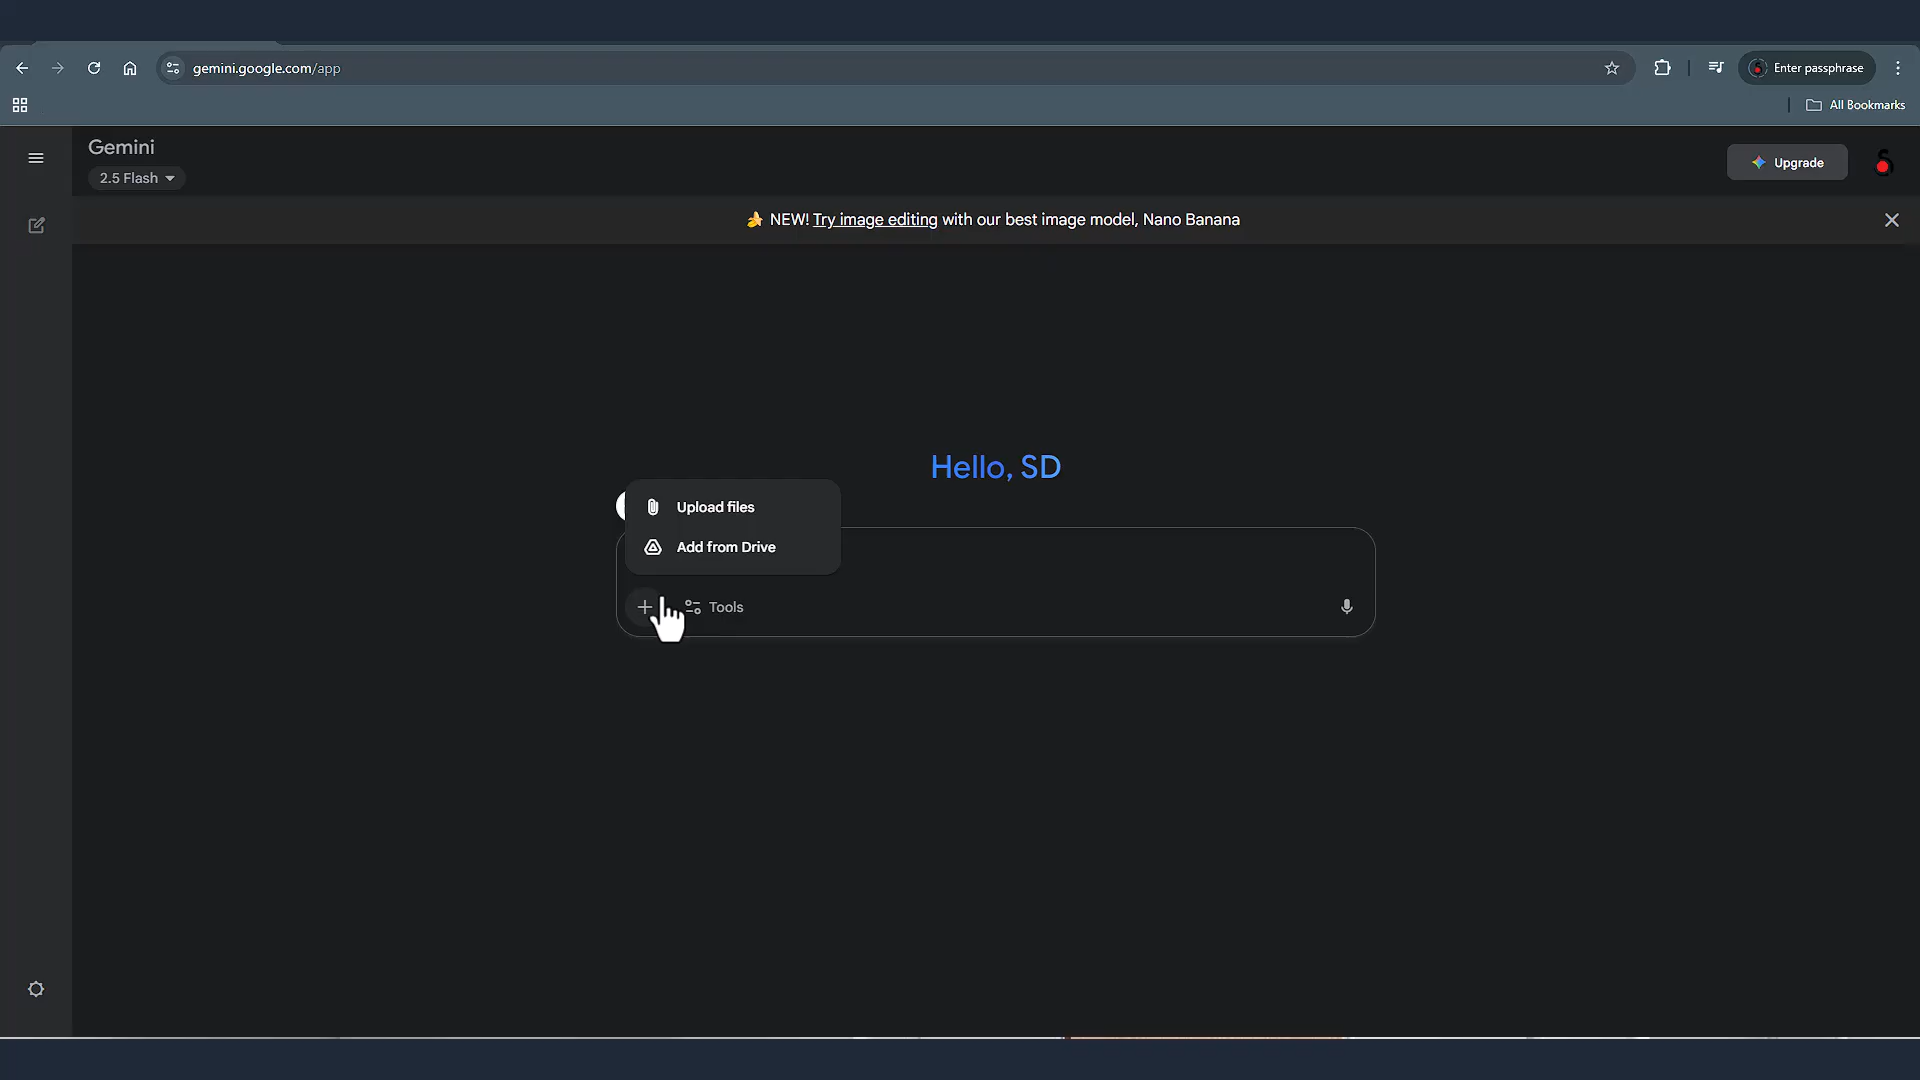 gemini.google.com/app
Enter passphrase
All Bookmarks
Gemini
2.5 Flash
Upgrade
NEW! Try image editing with our best image model, Nano Banana
Hello, SD
Upload files
Add from Drive
Tools